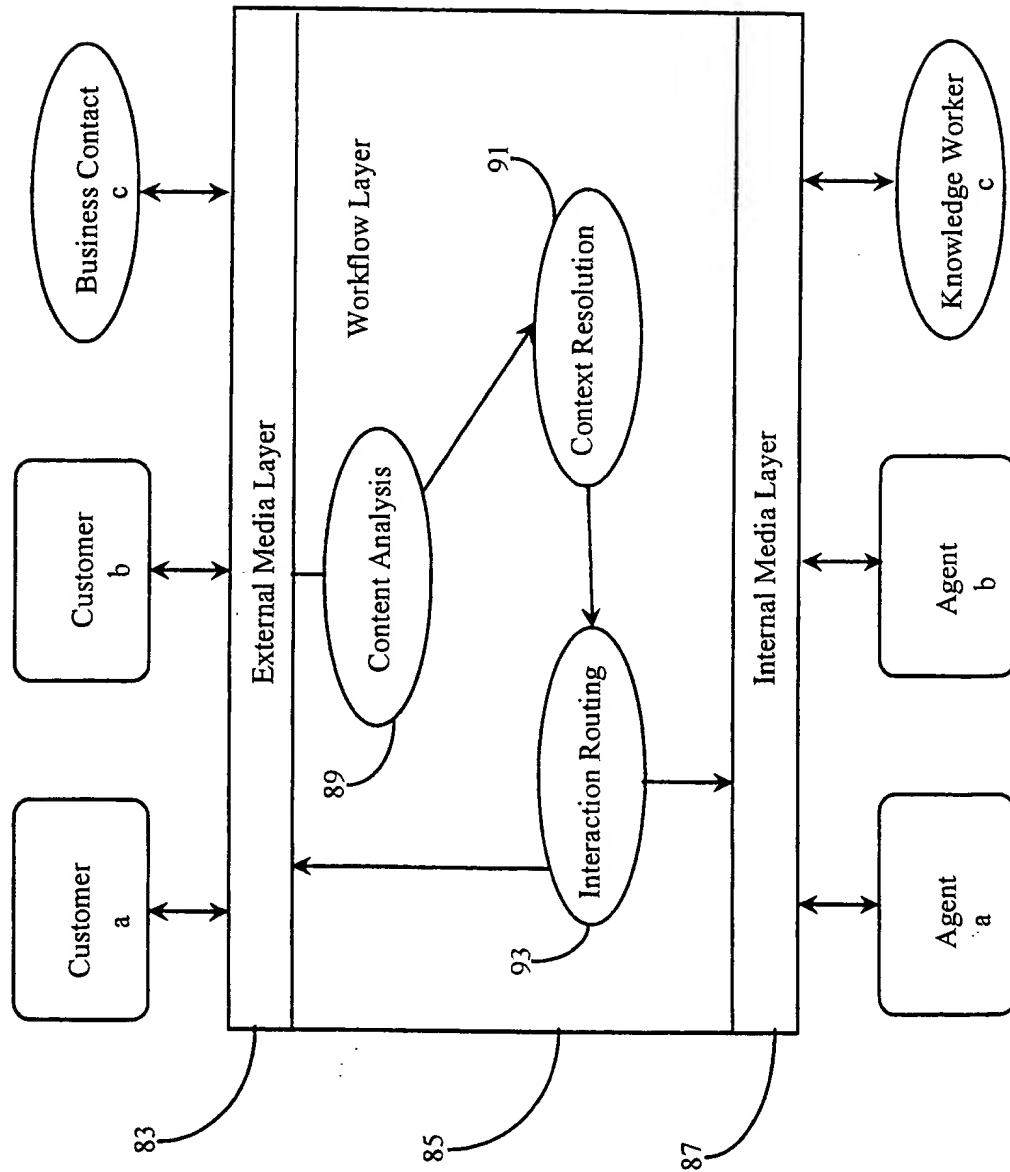 Customer
a
Customer
b
Business Contact
c
83
External Media Layer
Workflow Layer
89
Content Analysis
91
Context Resolution
85
93
Interaction Routing
87
Internal Media Layer
Agent
a
Agent
b
Knowledge Worker
c